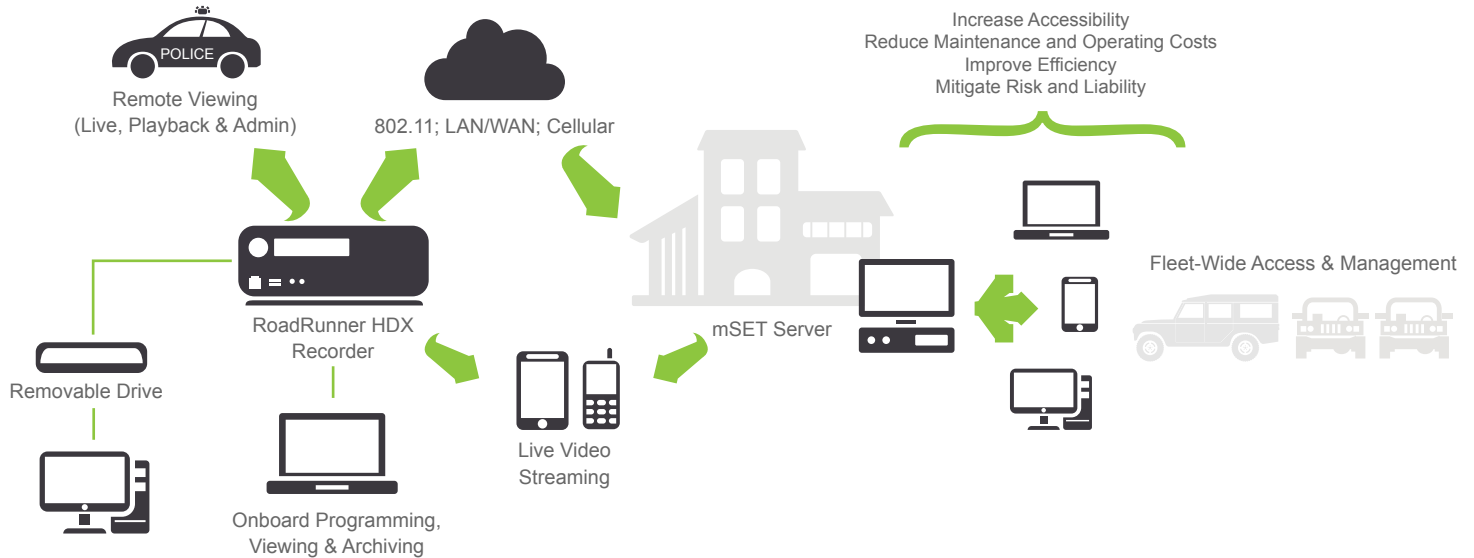 POLICE
Remote Viewing
(Live, Playback & Admin)
802.11; LAN/WAN; Cellular
Increase Accessibility
Reduce Maintenance and Operating Costs
Improve Efficiency
Mitigate Risk and Liability
RoadRunner HDX
Recorder
mSET Server
Fleet-Wide Access & Management
Removable Drive
Live Video
Streaming
Onboard Programming,
Viewing & Archiving